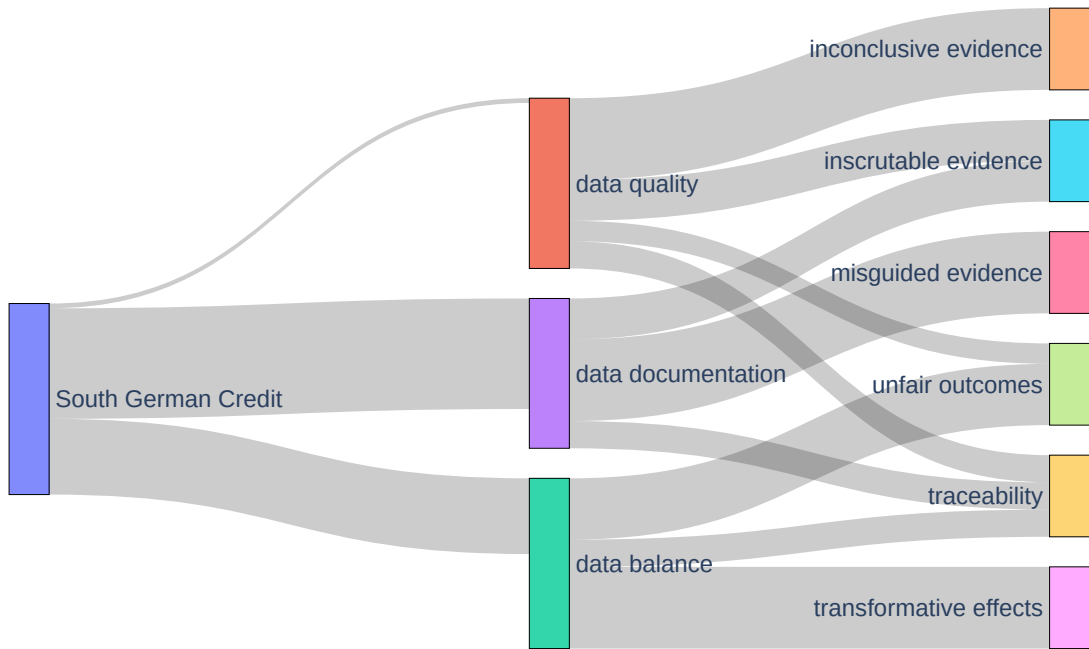 South German Credit
data quality
data documentation
data balance
inconclusive evidence
inscrutable evidence
misguided evidence
unfair outcomes
traceability
transformative effects